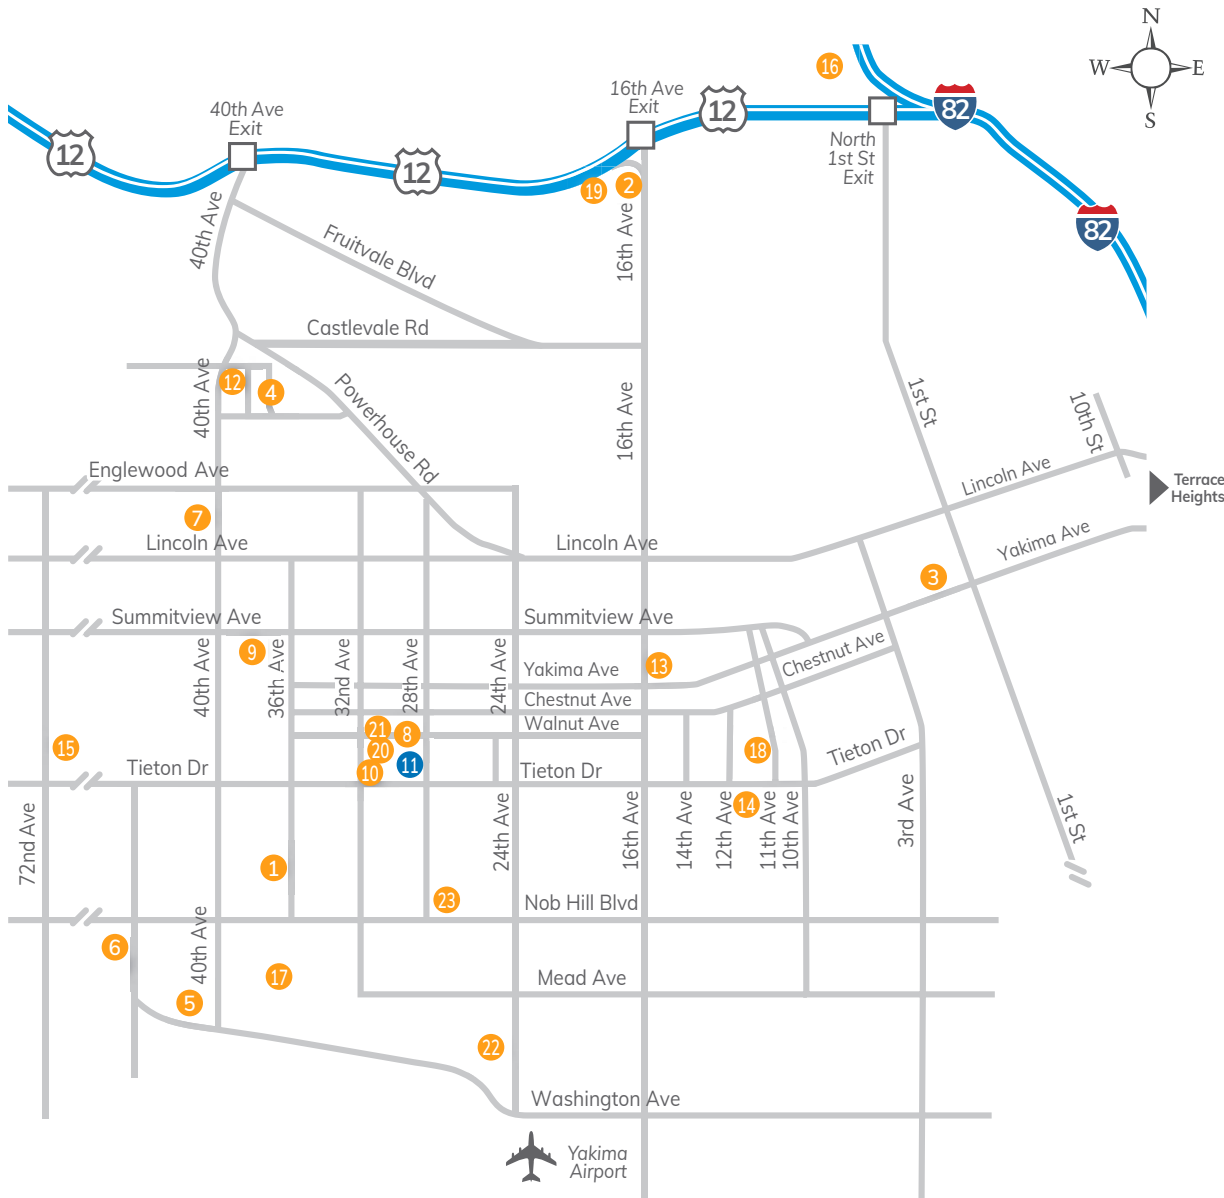 N
W
E
S
16
16th Ave
Exit
40th Ave
Exit
12
82
12
12
North
1st St
Exit
19
2
82
40th Ave
Fruitvale Blvd
16th Ave
Castlevale Rd
40th Ave
12
4
Powerhouse Rd
16th Ave
1st St
10th St
Englewood Ave
Lincoln Ave
Terrace
Heights
7
Lincoln Ave
Lincoln Ave
Yakima Ave
3
Summitview Ave
Summitview Ave
9
40th Ave
36th Ave
32nd Ave
28th Ave
24th Ave
Yakima Ave
13
Chestnut Ave
Chestnut Ave
Walnut Ave
21
8
15
20
18
Tieton Dr
10
11
Tieton Dr
Tieton Dr
72nd Ave
24th Ave
16th Ave
14th Ave
12th Ave
14
11th Ave
10th Ave
3rd Ave
1st St
1
23
Nob Hill Blvd
6
40th Ave
17
Mead Ave
5
22
Washington Ave
Yakima
Airport